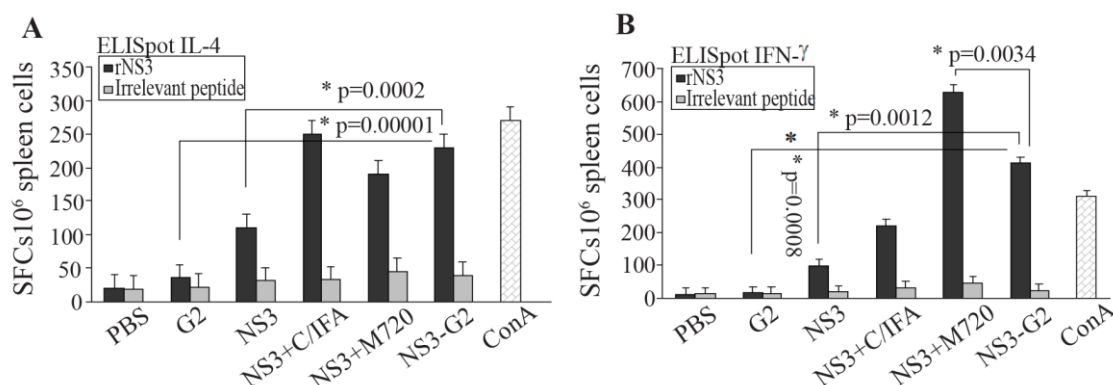 A
ELISpot IL-4
rNS3
Irrelevant peptide
* p=0.0002
* p=0.00001
SFCs10⁶ spleen cells
350
300
250
200
150
100
50
0
PBS
G2
NS3
NS3+C/IFA
NS3+M720
NS3-G2
ConA
B
ELISpot IFN-γ
rNS3
Irrelevant peptide
* p=0.0034
* p=0.0012
*
* p=0.0008
SFCs10⁶ spleen cells
700
600
500
400
300
200
100
0
PBS
G2
NS3
NS3+C/IFA
NS3+M720
NS3-G2
ConA